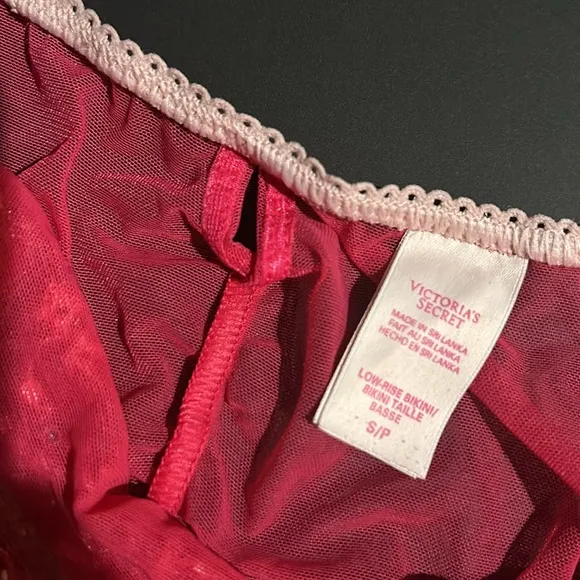 VICTORIA'S
SECRET
MADE IN SRI LANKA
FAIT AU SRI LANKA
HECHO EN SRI LANKA
LOW-RISE BIKINI/
BIKINI TAILLE
BASSE
S/P